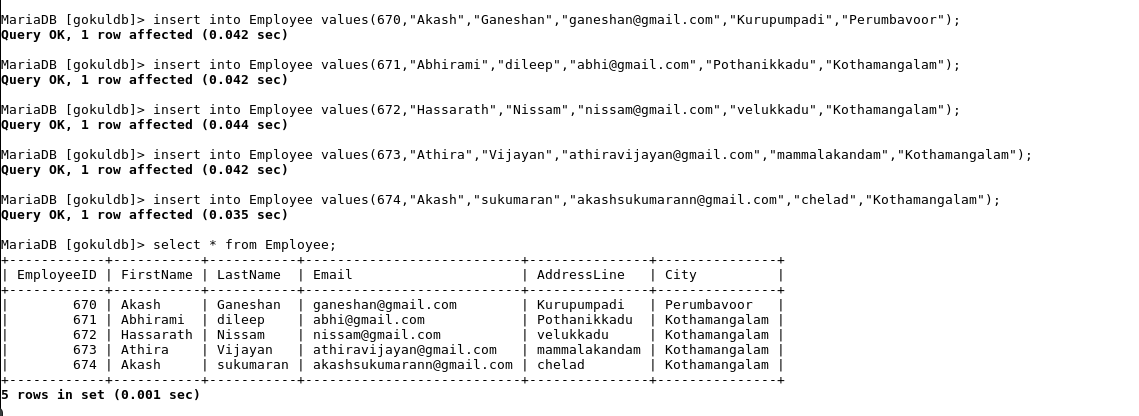 MariaDB [gokuldb]> insert into Employee values(670,"Akash","Ganeshan","ganeshan@gmail.com","Kurupumpadi","Perumbavoor");
Query OK, 1 row affected (0.042 sec)
MariaDB [gokuldb]> insert into Employee values(671,"Abhirami","dileep","abhi@gmail.com","Pothanikkadu","Kothamangalam");
Query OK, 1 row affected (0.042 sec)
MariaDB [gokuldb]> insert into Employee values(672,"Hassarath","Nissam","nissam@gmail.com","velukkadu","Kothamangalam");
Query OK, 1 row affected (0.044 sec)
MariaDB [gokuldb]> insert into Employee values(673,"Athira","Vijayan","athiravijayan@gmail.com","mammalakandam","Kothamangalam");
Query OK, 1 row affected (0.042 sec)
MariaDB [gokuldb]> insert into Employee values(674,"Akash","sukumaran","akashsukumarann@gmail.com","chelad","Kothamangalam");
Query OK, 1 row affected (0.035 sec)
MariaDB [gokuldb]> select * from Employee;
+------------+-----------+-----------+---------------------------+---------------+---------------+
| EmployeeID | FirstName | LastName  | Email                     | AddressLine   | City          |
+------------+-----------+-----------+---------------------------+---------------+---------------+
|        670 | Akash     | Ganeshan  | ganeshan@gmail.com        | Kurupumpadi   | Perumbavoor   |
|        671 | Abhirami  | dileep    | abhi@gmail.com            | Pothanikkadu  | Kothamangalam |
|        672 | Hassarath | Nissam    | nissam@gmail.com          | velukkadu     | Kothamangalam |
|        673 | Athira    | Vijayan   | athiravijayan@gmail.com   | mammalakandam | Kothamangalam |
|        674 | Akash     | sukumaran | akashsukumarann@gmail.com | chelad        | Kothamangalam |
+------------+-----------+-----------+---------------------------+---------------+---------------+
5 rows in set (0.001 sec)